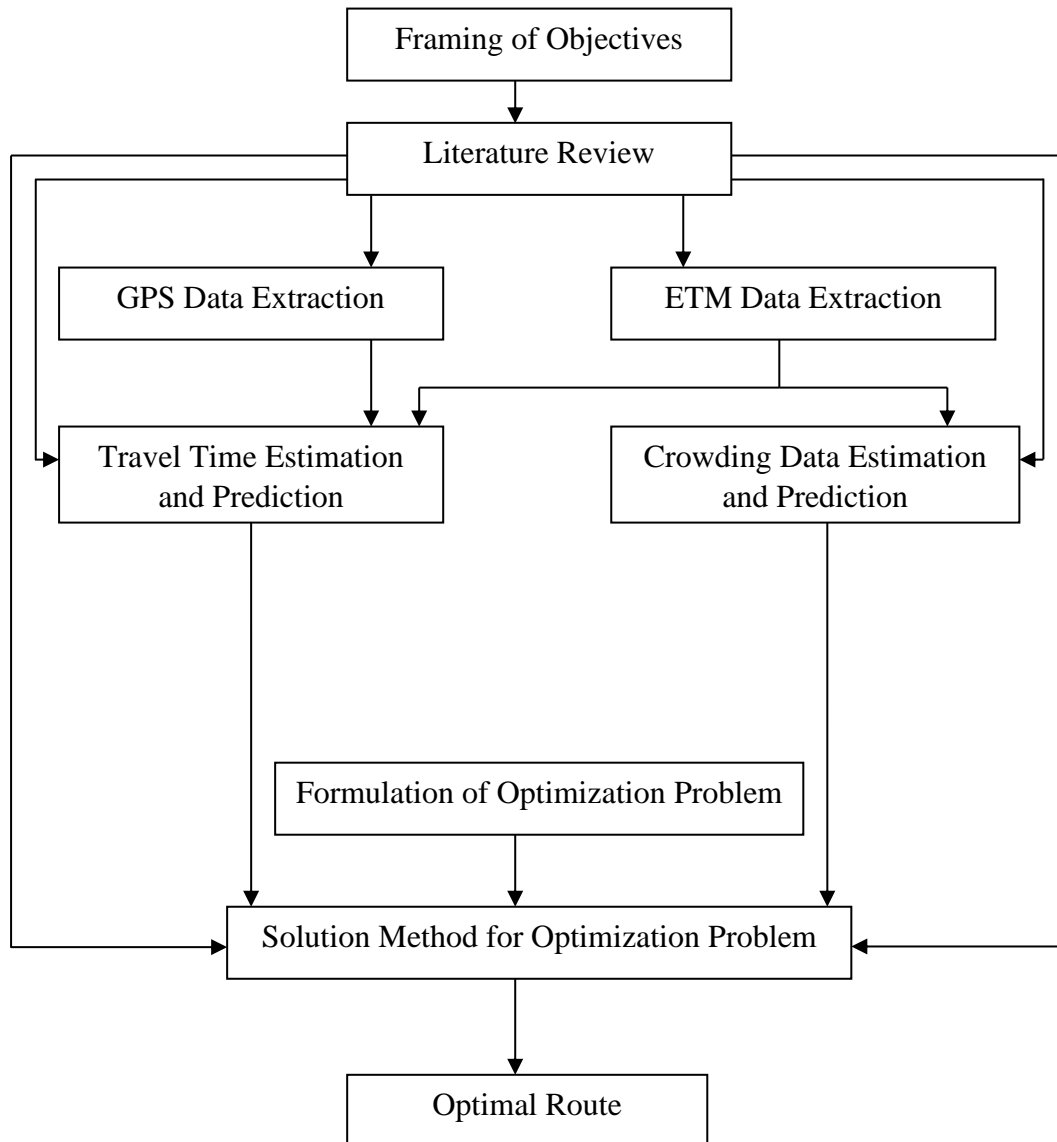 Framing of Objectives
Literature Review
GPS Data Extraction
ETM Data Extraction
Travel Time Estimation
and Prediction
Crowding Data Estimation
and Prediction
Formulation of Optimization Problem
Solution Method for Optimization Problem
Optimal Route